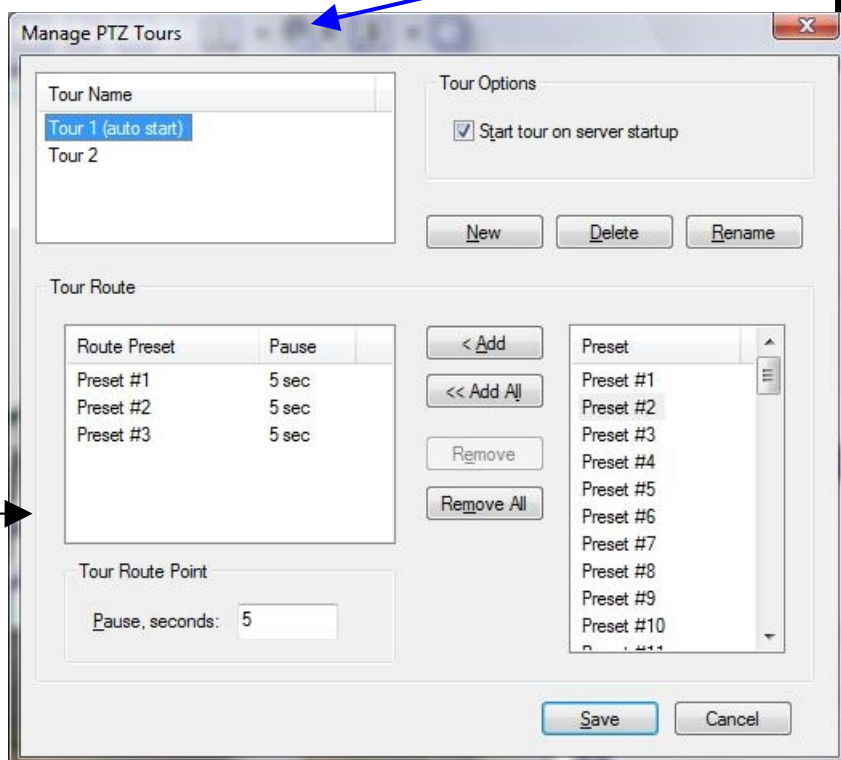 Manage PTZ Tours
Tour Name
Tour 1 (auto start)
Tour 2
Tour Options
Start tour on server startup
New
Delete
Rename
Tour Route
Route Preset Pause
Preset #1 5 sec
Preset #2 5 sec
Preset #3 5 sec
< Add
<< Add All
Remove
Remove All
Preset
Preset #1
Preset #2
Preset #3
Preset #4
Preset #5
Preset #6
Preset #7
Preset #8
Preset #9
Preset #10
Tour Route Point
Pause, seconds: 5
Save
Cancel